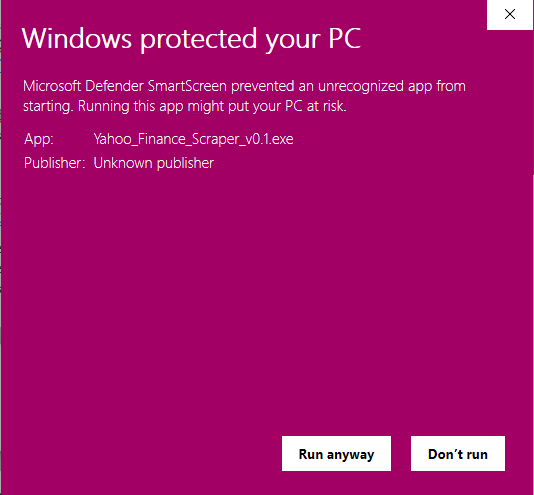 Windows protected your PC
Microsoft Defender SmartScreen prevented an unrecognized app from
starting. Running this app might put your PC at risk.
App: Yahoo_Finance_Scraper_v0.1.exe
Publisher: Unknown publisher
Run anyway Don’t run